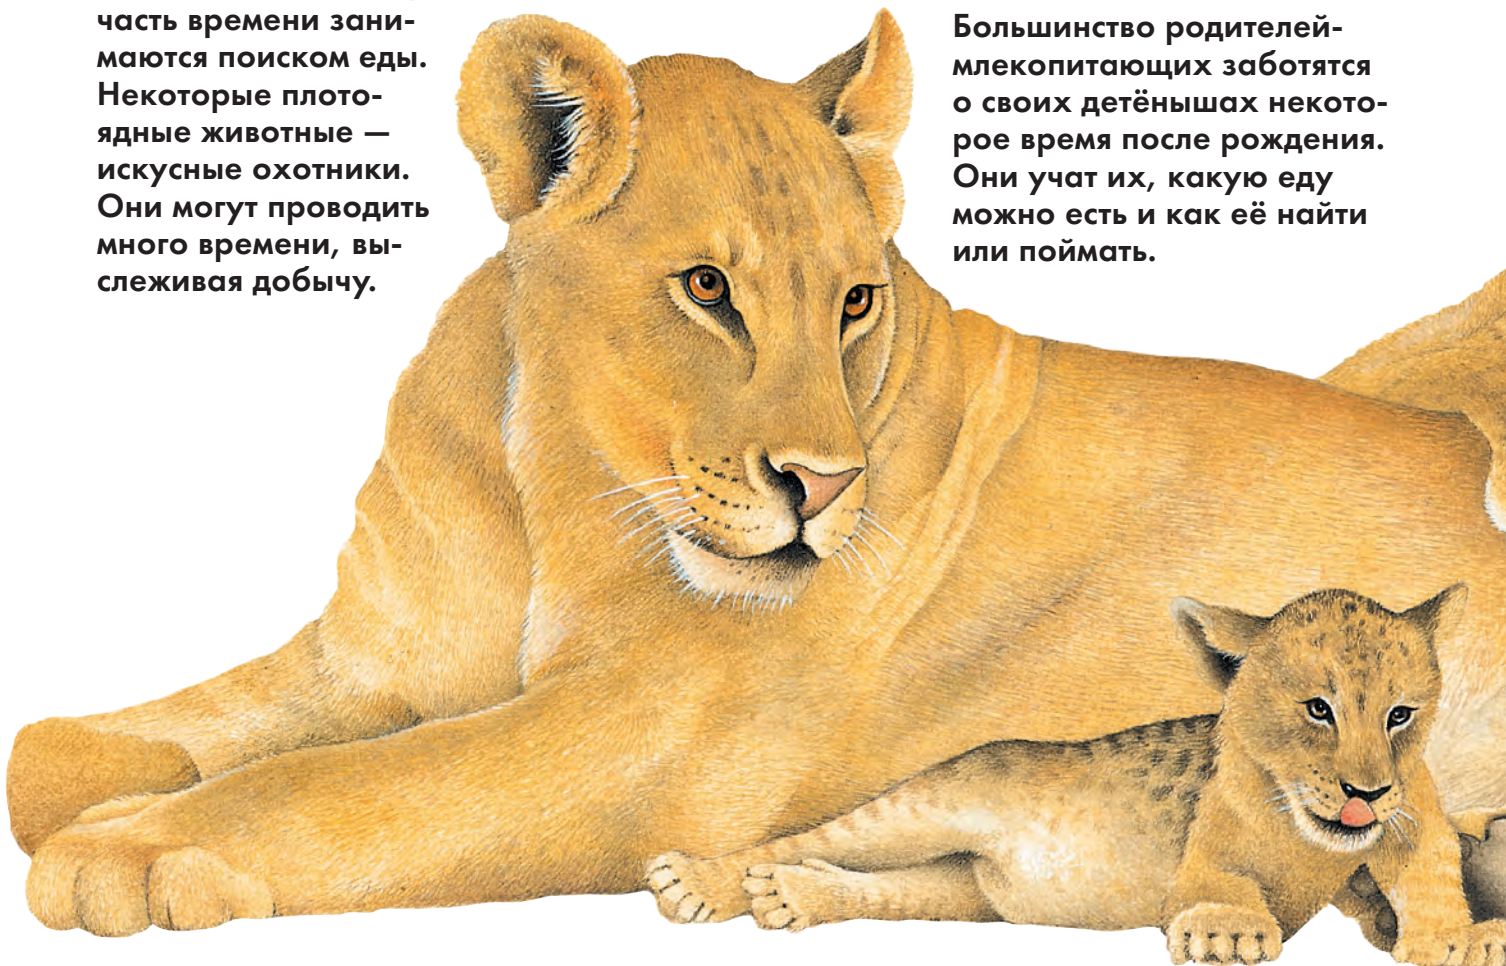 часть времени зани-
маются поиском еды.
Некоторые плото-
ядные животные —
искусные охотники.
Они могут проводить
много времени, вы-
слеживая добычу.
Большинство родителей-
млекопитающих заботятся
о своих детёнышах некото-
рое время после рождения.
Они учат их, какую еду
можно есть и как её найти
или поймать.